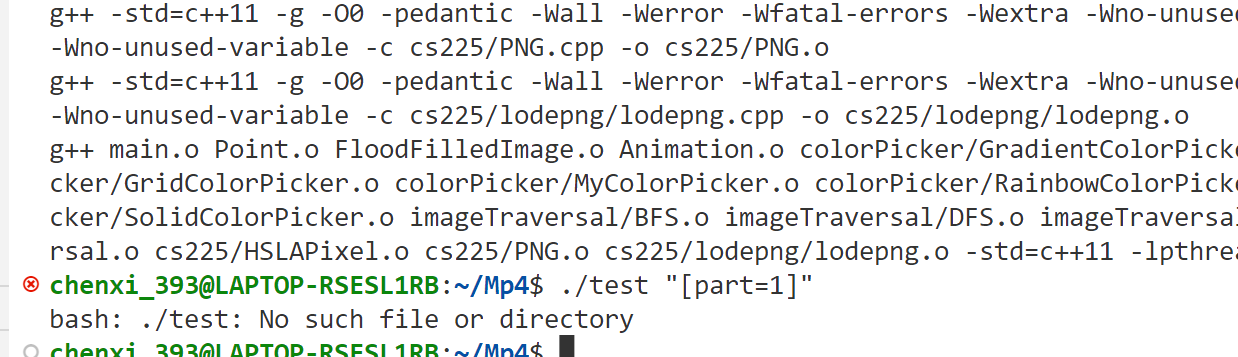 g++ -std=c++11 -g -O0 -pedantic -Wall -Werror -Wfatal-errors -Wextra -Wno-unuse
-Wno-unused-variable -c cs225/PNG.cpp -o cs225/PNG.o
g++ -std=c++11 -g -O0 -pedantic -Wall -Werror -Wfatal-errors -Wextra -Wno-unuse
-Wno-unused-variable -c cs225/lodepng/lodepng.cpp -o cs225/lodepng/lodepng.o
g++ main.o Point.o FloodFilledImage.o Animation.o colorPicker/GradientColorPick
cker/GridColorPicker.o colorPicker/MyColorPicker.o colorPicker/RainbowColorPick
cker/SolidColorPicker.o imageTraversal/BFS.o imageTraversal/DFS.o imageTraversa
rsal.o cs225/HSLAPixel.o cs225/PNG.o cs225/lodepng/lodepng.o -std=c++11 -lpthre
chenxi_393@LAPTOP-RSESL1RB:~/Mp4$ ./test "[part=1]"
bash: ./test: No such file or directory
chenxi_393@LAPTOP-RSESL1RB:~/Mp4$